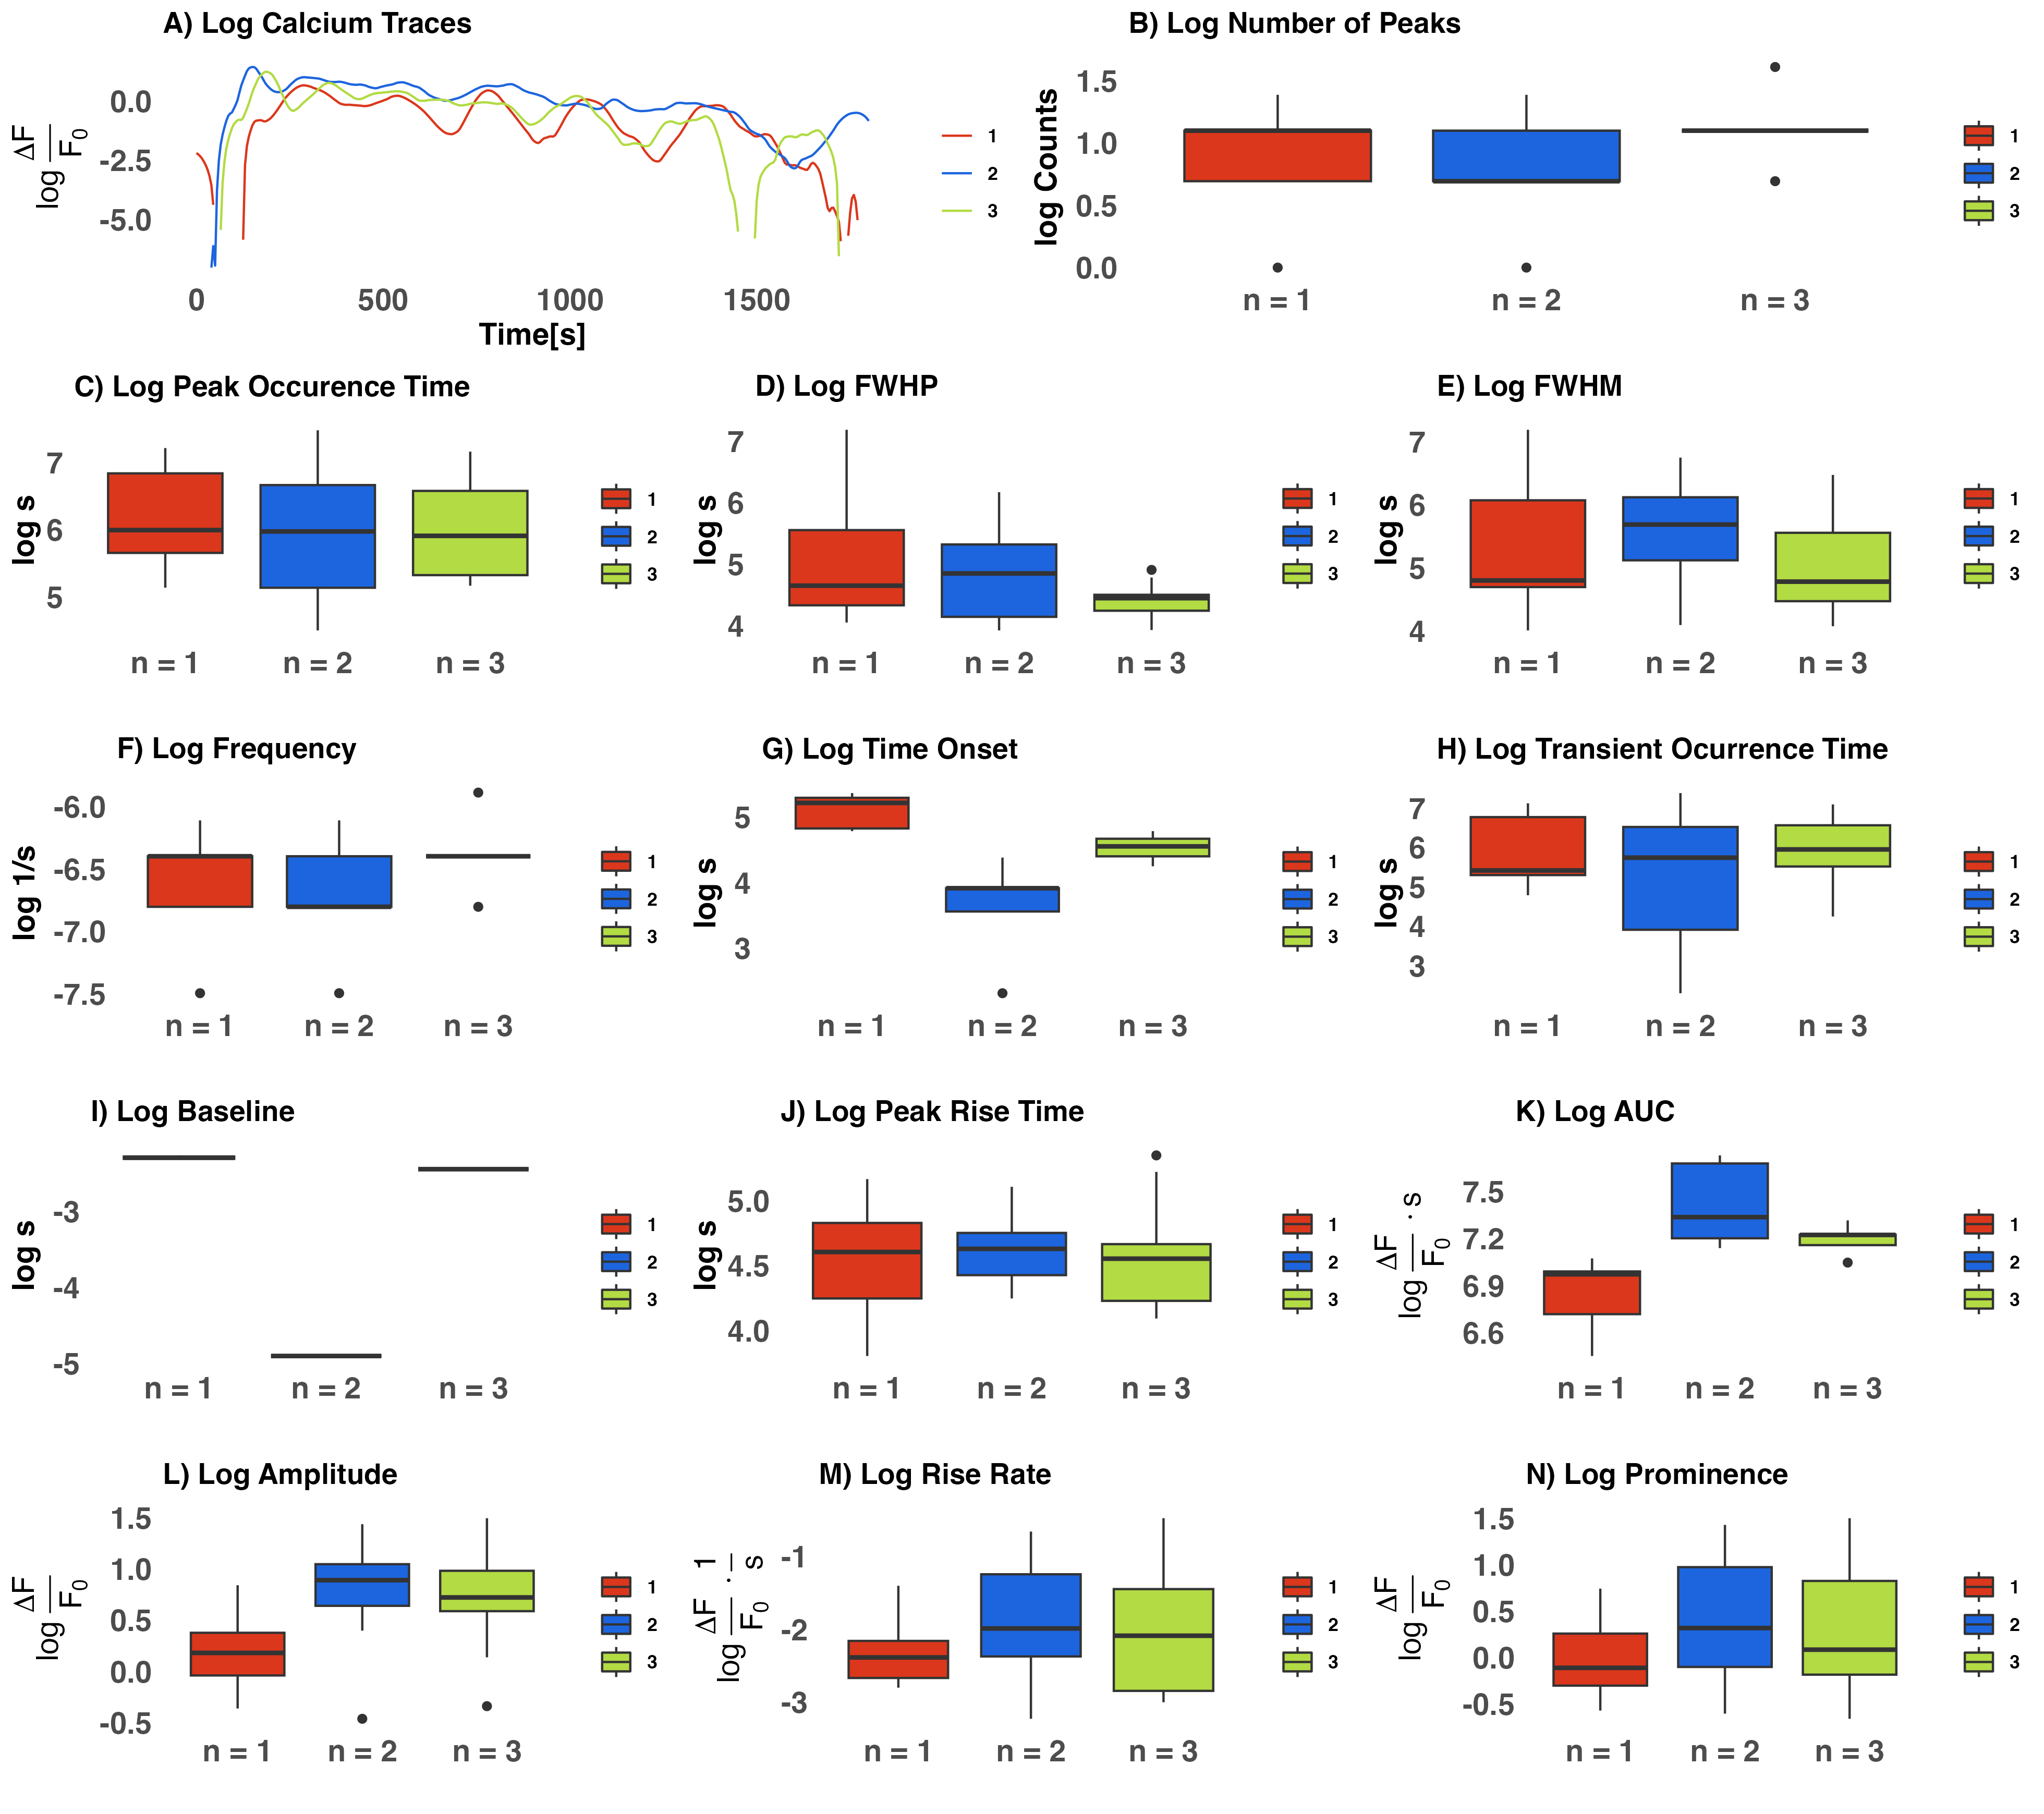 A) Log Calcium Traces
0.0
-2.5
-5.0
log ΔF/F0
0 500 1000 1500
Time[s]
1
2
3
B) Log Number of Peaks
1.5
1.0
0.5
0.0
log Counts
n = 1 n = 2 n = 3
1
2
3
C) Log Peak Occurence Time
7
6
5
log s
n = 1 n = 2 n = 3
1
2
3
D) Log FWHP
7
6
5
4
log s
n = 1 n = 2 n = 3
1
2
3
E) Log FWHM
7
6
5
4
log s
n = 1 n = 2 n = 3
1
2
3
F) Log Frequency
-6.0
-6.5
-7.0
-7.5
log 1/s
n = 1 n = 2 n = 3
1
2
3
G) Log Time Onset
5
4
3
log s
n = 1 n = 2 n = 3
1
2
3
H) Log Transient Ocurrence Time
7
6
5
4
3
log s
n = 1 n = 2 n = 3
1
2
3
I) Log Baseline
-3
-4
-5
log s
n = 1 n = 2 n = 3
1
2
3
J) Log Peak Rise Time
5.0
4.5
4.0
log s
n = 1 n = 2 n = 3
1
2
3
K) Log AUC
7.5
7.2
6.9
6.6
log ΔF/F0 · s
n = 1 n = 2 n = 3
1
2
3
L) Log Amplitude
1.5
1.0
0.5
0.0
-0.5
log ΔF/F0
n = 1 n = 2 n = 3
1
2
3
M) Log Rise Rate
-1
-2
-3
log ΔF/F0 · 1/s
n = 1 n = 2 n = 3
1
2
3
N) Log Prominence
1.5
1.0
0.5
0.0
-0.5
log ΔF/F0
n = 1 n = 2 n = 3
1
2
3